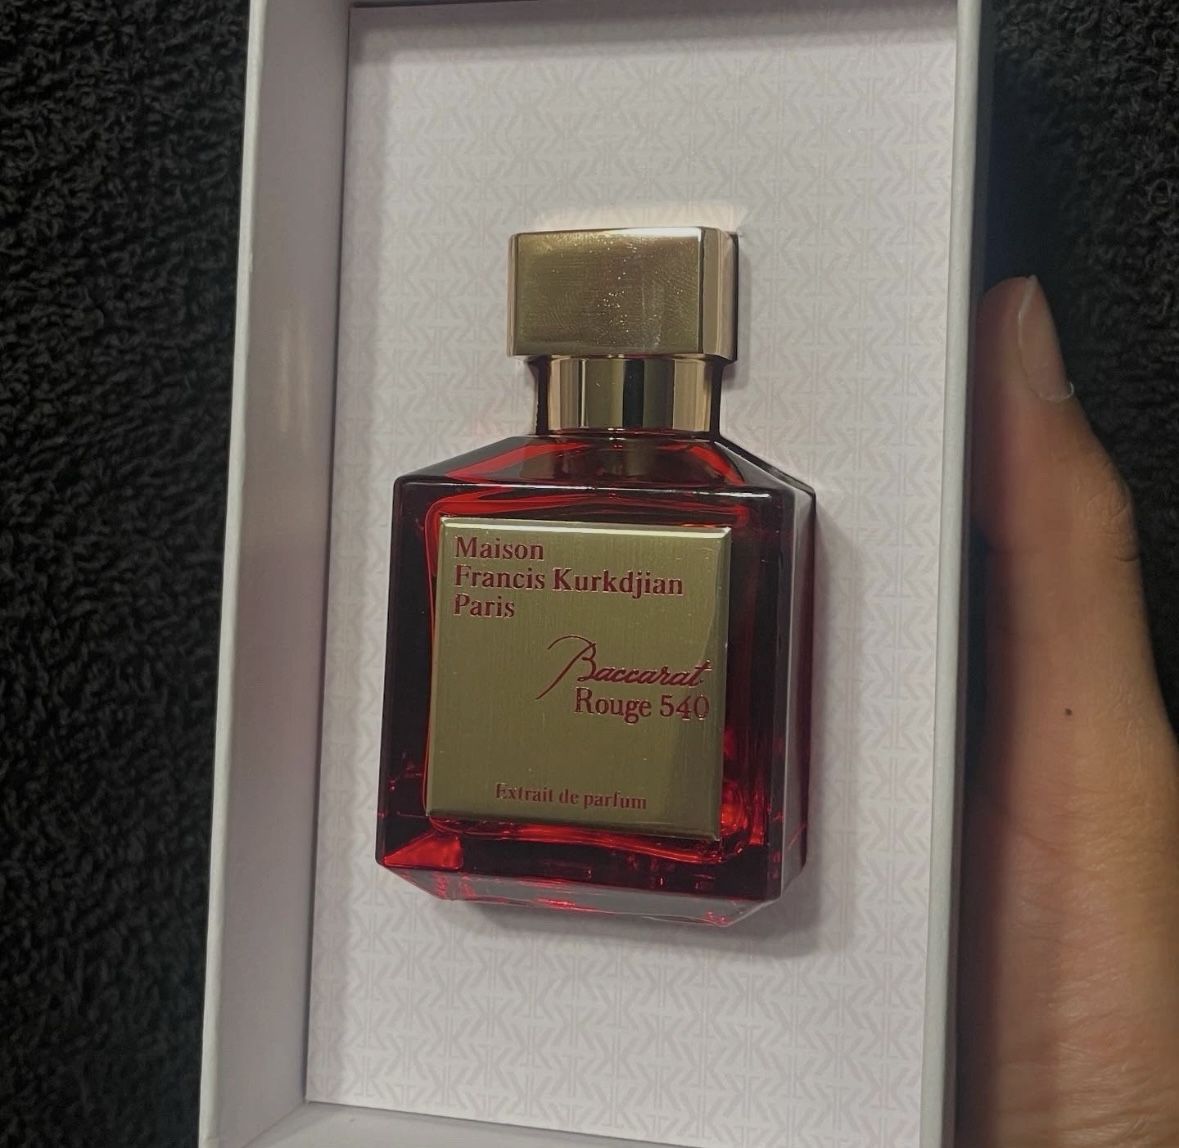 Maison
Francis Kurkdjian
Paris
Baccarat
Rouge 540
Extrait de parfum